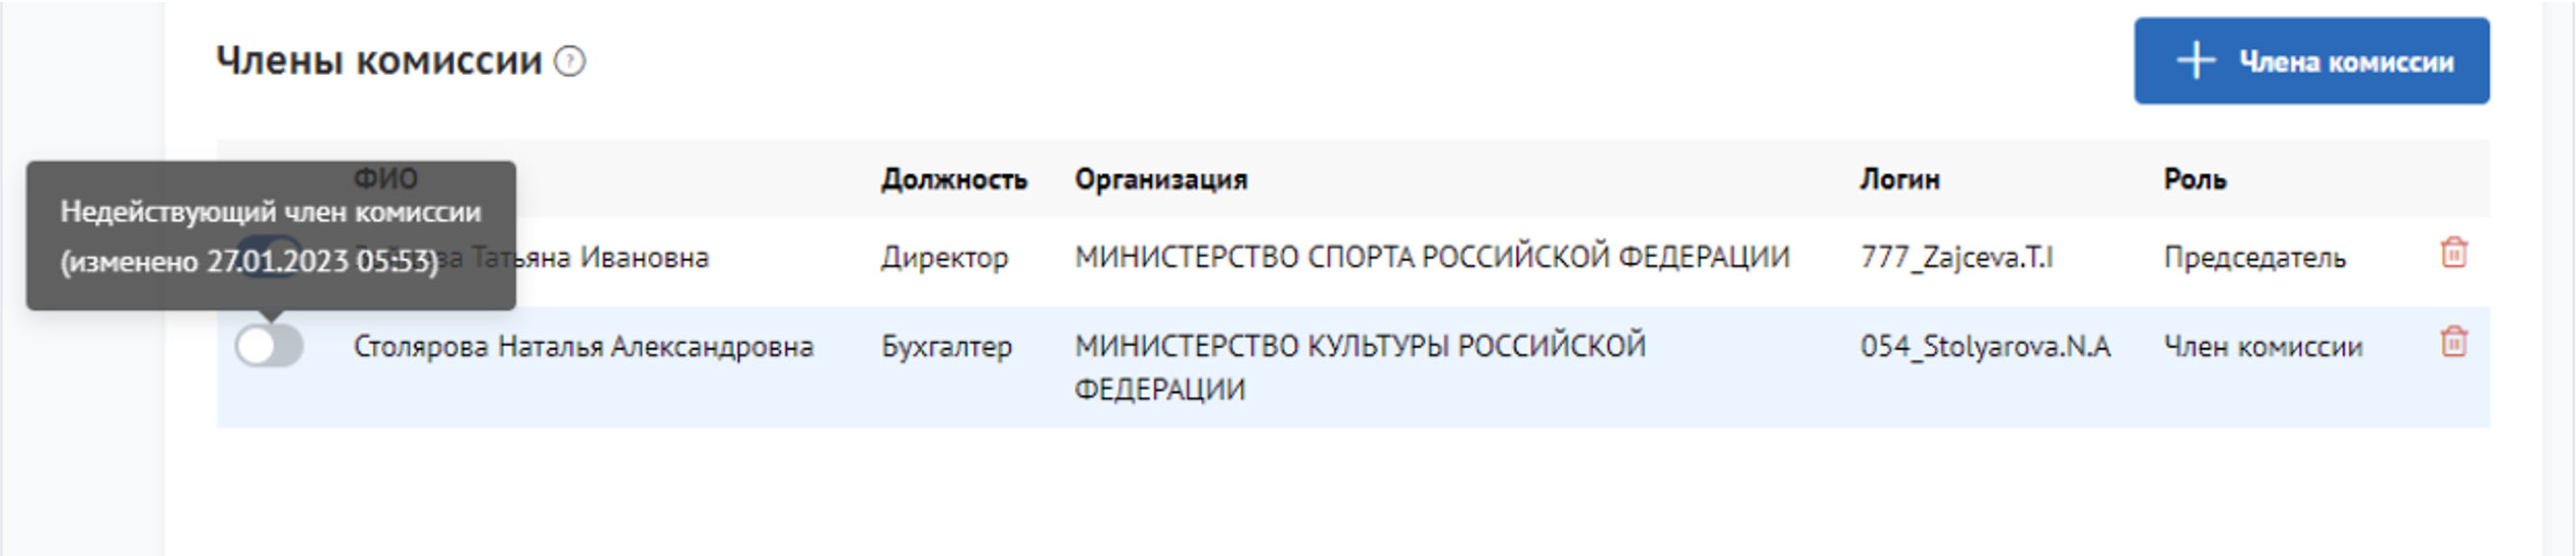 Члены комиссии ?
Члена комиссии
ФИО Должность Организация Логин Роль
Недействующий член комиссии
(изменено 27.01.2023 05:53)
Татьяна Ивановна Директор МИНИСТЕРСТВО СПОРТА РОССИЙСКОЙ ФЕДЕРАЦИИ 777_Zajceva.T.I Председатель
Столярова Наталья Александровна Бухгалтер МИНИСТЕРСТВО КУЛЬТУРЫ РОССИЙСКОЙ 054_Stolyarova.N.A Член комиссии
ФЕДЕРАЦИИ